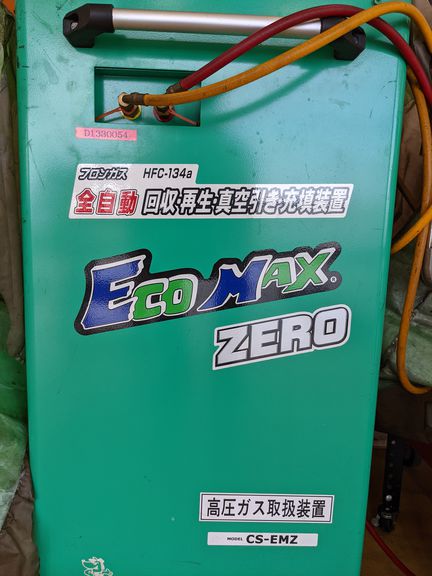 D1330054
フロンガス HFC-134a
全自動 回収・再生・真空引き・充填装置
ECO MAX®
ZERO
高圧ガス取扱装置
MODEL CS-EMZ